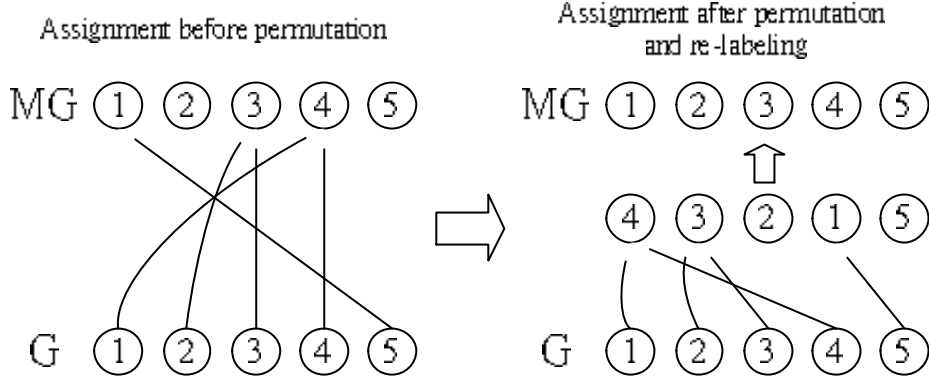 Assignment before permutation
MG 1 2 3 4 5
G 1 2 3 4 5
Assignment after permutation
and re-labeling
MG 1 2 3 4 5
4 3 2 1 5
G 1 2 3 4 5